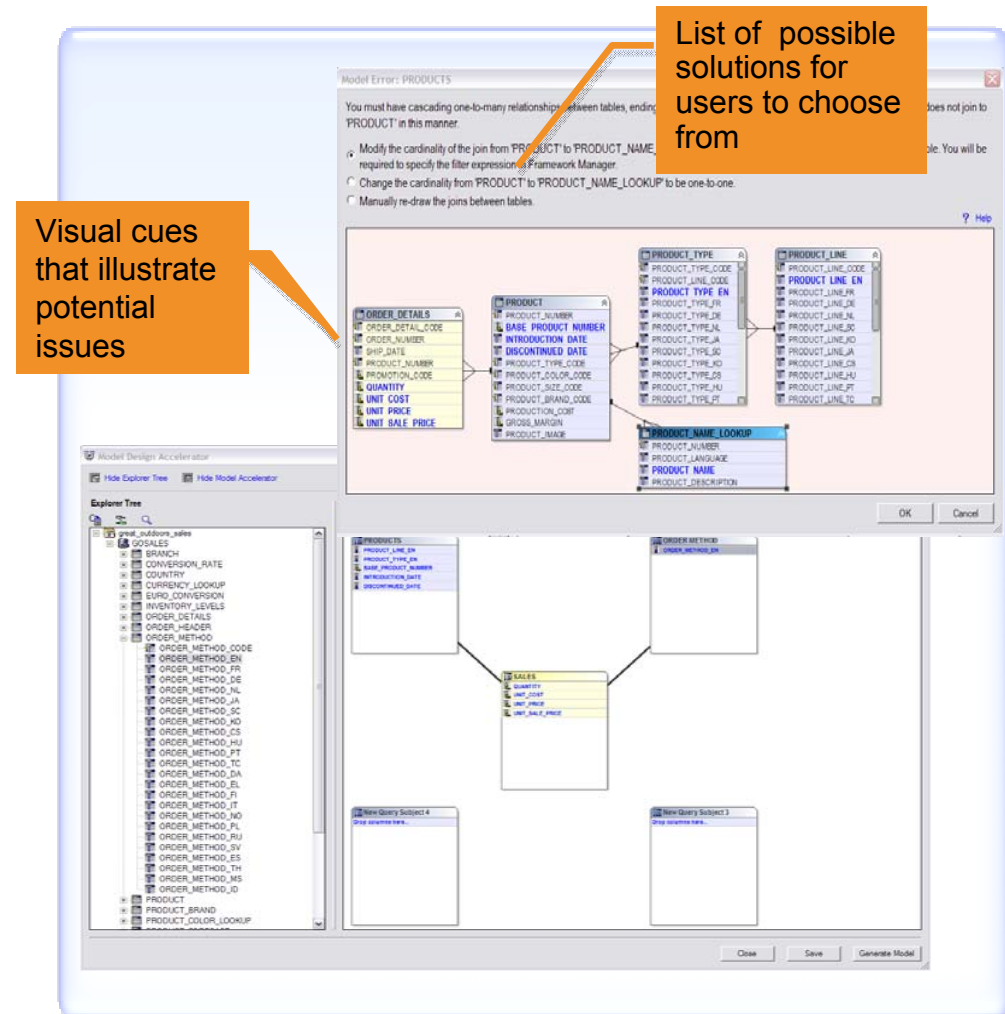 List of possible
solutions for
users to choose
from
Visual cues
that illustrate
potential
issues
Model Error: PRODUCTS
You must have cascading one-to-many relationships between tables, ending
does not join to
'PRODUCT' in this manner.
Modify the cardinality of the join from 'PRODUCT' to 'PRODUCT_NAME_
ble. You will be
required to specify the filter expression Framework Manager.
Change the cardinality from 'PRODUCT' to 'PRODUCT_NAME_LOOKUP' to be one-to-one.
Manually re-draw the joins between tables.
? Help
ORDER_DETAILS
ORDER_DETAIL_CODE
ORDER_NUMBER
SHIP_DATE
PRODUCT_NUMBER
PROMOTION_CODE
QUANTITY
UNIT COST
UNIT PRICE
UNIT SALE PRICE
PRODUCT
PRODUCT_NUMBER
BASE PRODUCT NUMBER
INTRODUCTION DATE
DISCONTINUED DATE
PRODUCT_TYPE_CODE
PRODUCT_COLOR_CODE
PRODUCT_SIZE_CODE
PRODUCT_BRAND_CODE
PRODUCTION_COST
GROSS_MARGIN
PRODUCT_IMAGE
PRODUCT_TYPE
PRODUCT_TYPE_CODE
PRODUCT_LINE_CODE
PRODUCT TYPE EN
PRODUCT_TYPE_FR
PRODUCT_TYPE_DE
PRODUCT_TYPE_NL
PRODUCT_TYPE_JA
PRODUCT_TYPE_SC
PRODUCT_TYPE_KO
PRODUCT_TYPE_CS
PRODUCT_TYPE_HU
PRODUCT_TYPE_PT
PRODUCT_LINE
PRODUCT_LINE_CODE
PRODUCT LINE EN
PRODUCT_LINE_FR
PRODUCT_LINE_DE
PRODUCT_LINE_NL
PRODUCT_LINE_SC
PRODUCT_LINE_KO
PRODUCT_LINE_JA
PRODUCT_LINE_CS
PRODUCT_LINE_HU
PRODUCT_LINE_PT
PRODUCT_LINE_TC
PRODUCT_NAME_LOOKUP
PRODUCT_NUMBER
PRODUCT_LANGUAGE
PRODUCT NAME
PRODUCT_DESCRIPTION
OK
Cancel
Model Design Accelerator
Hide Explorer Tree
Hide Model Accelerator
Explorer Tree
great_outdoors_sales
GOSALES
BRANCH
CONVERSION_RATE
COUNTRY
CURRENCY_LOOKUP
EURO_CONVERSION
INVENTORY_LEVELS
ORDER_DETAILS
ORDER_HEADER
ORDER_METHOD
ORDER_METHOD_CODE
ORDER_METHOD_EN
ORDER_METHOD_FR
ORDER_METHOD_DE
ORDER_METHOD_NL
ORDER_METHOD_JA
ORDER_METHOD_SC
ORDER_METHOD_KO
ORDER_METHOD_CS
ORDER_METHOD_HU
ORDER_METHOD_PT
ORDER_METHOD_TC
ORDER_METHOD_DA
ORDER_METHOD_EL
ORDER_METHOD_FI
ORDER_METHOD_IT
ORDER_METHOD_NO
ORDER_METHOD_PL
ORDER_METHOD_RU
ORDER_METHOD_SV
ORDER_METHOD_ES
ORDER_METHOD_TH
ORDER_METHOD_MS
ORDER_METHOD_ID
PRODUCT
PRODUCT_BRAND
PRODUCT_COLOR_LOOKUP
PRODUCTS
PRODUCT_LINE_EN
PRODUCT_TYPE_EN
BASE_PRODUCT_NUMBER
INTRODUCTION_DATE
DISCONTINUED_DATE
ORDER METHOD
ORDER_METHOD_EN
SALES
QUANTITY
UNIT_COST
UNIT_PRICE
UNIT_SALE_PRICE
New Query Subject 4
Drop columns here...
New Query Subject 3
Drop columns here...
Close
Save
Generate Model